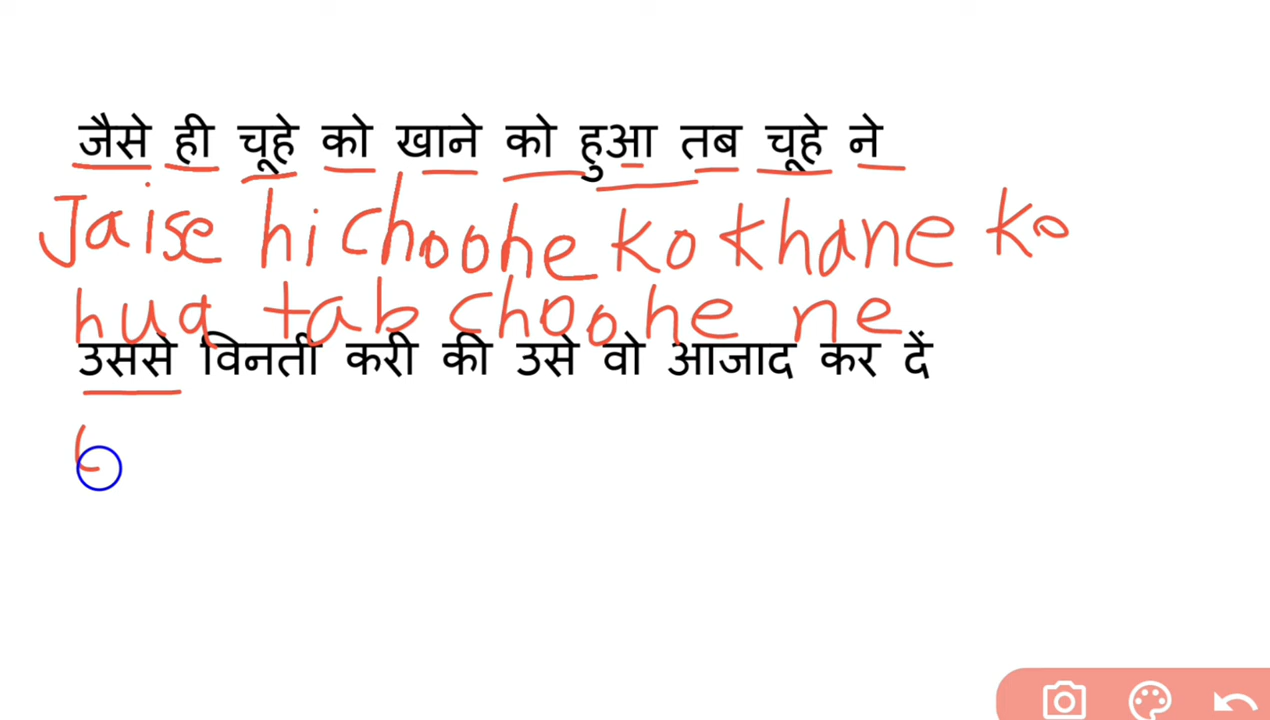 जैसे ही चूहे को खाने को हुआ तब चूहे ने
Jaise hi choohe ko khane ko
hua tab choohe ne
उससे विनती करी की उसे वो आजाद कर दें